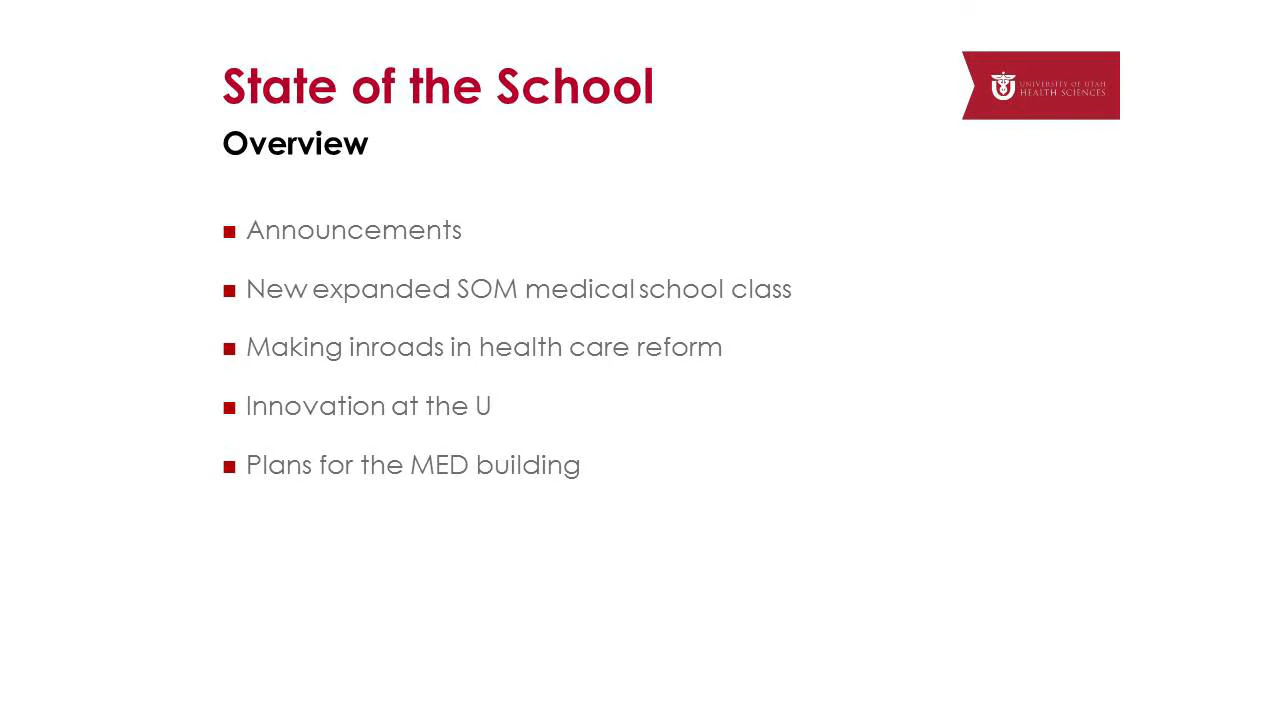 State of the School
UNIVERSITY OF UTAH
HEALTH SCIENCES
Overview
Announcements
New expanded SOM medical school class
Making inroads in health care reform
Innovation at the U
Plans for the MED building